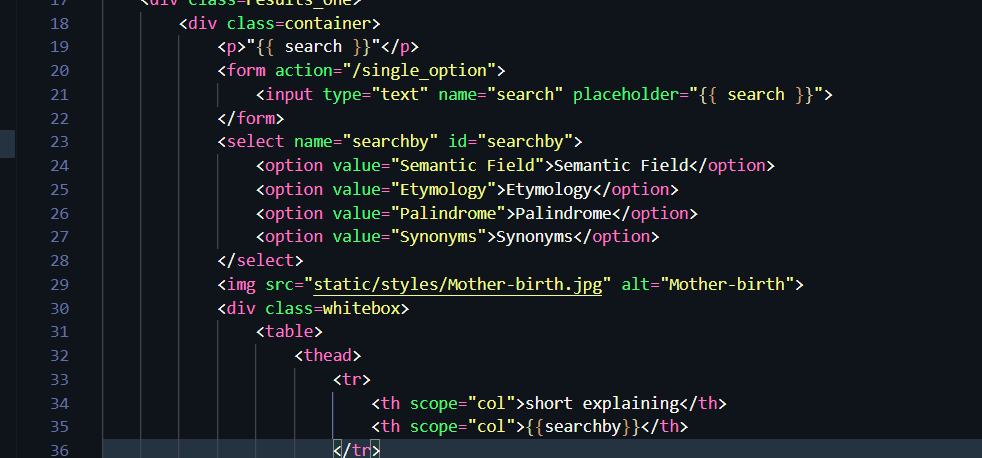 17 <div class=results_one>
18 <div class=container>
19 <p>"{{ search }}"</p>
20 <form action="/single_option">
21 <input type="text" name="search" placeholder="{{ search }}">
22 </form>
23 <select name="searchby" id="searchby">
24 <option value="Semantic Field">Semantic Field</option>
25 <option value="Etymology">Etymology</option>
26 <option value="Palindrome">Palindrome</option>
27 <option value="Synonyms">Synonyms</option>
28 </select>
29 <img src="static/styles/Mother-birth.jpg" alt="Mother-birth">
30 <div class=whitebox>
31 <table>
32 <thead>
33 <tr>
34 <th scope="col">short explaining</th>
35 <th scope="col">{{searchby}}</th>
36 </tr>